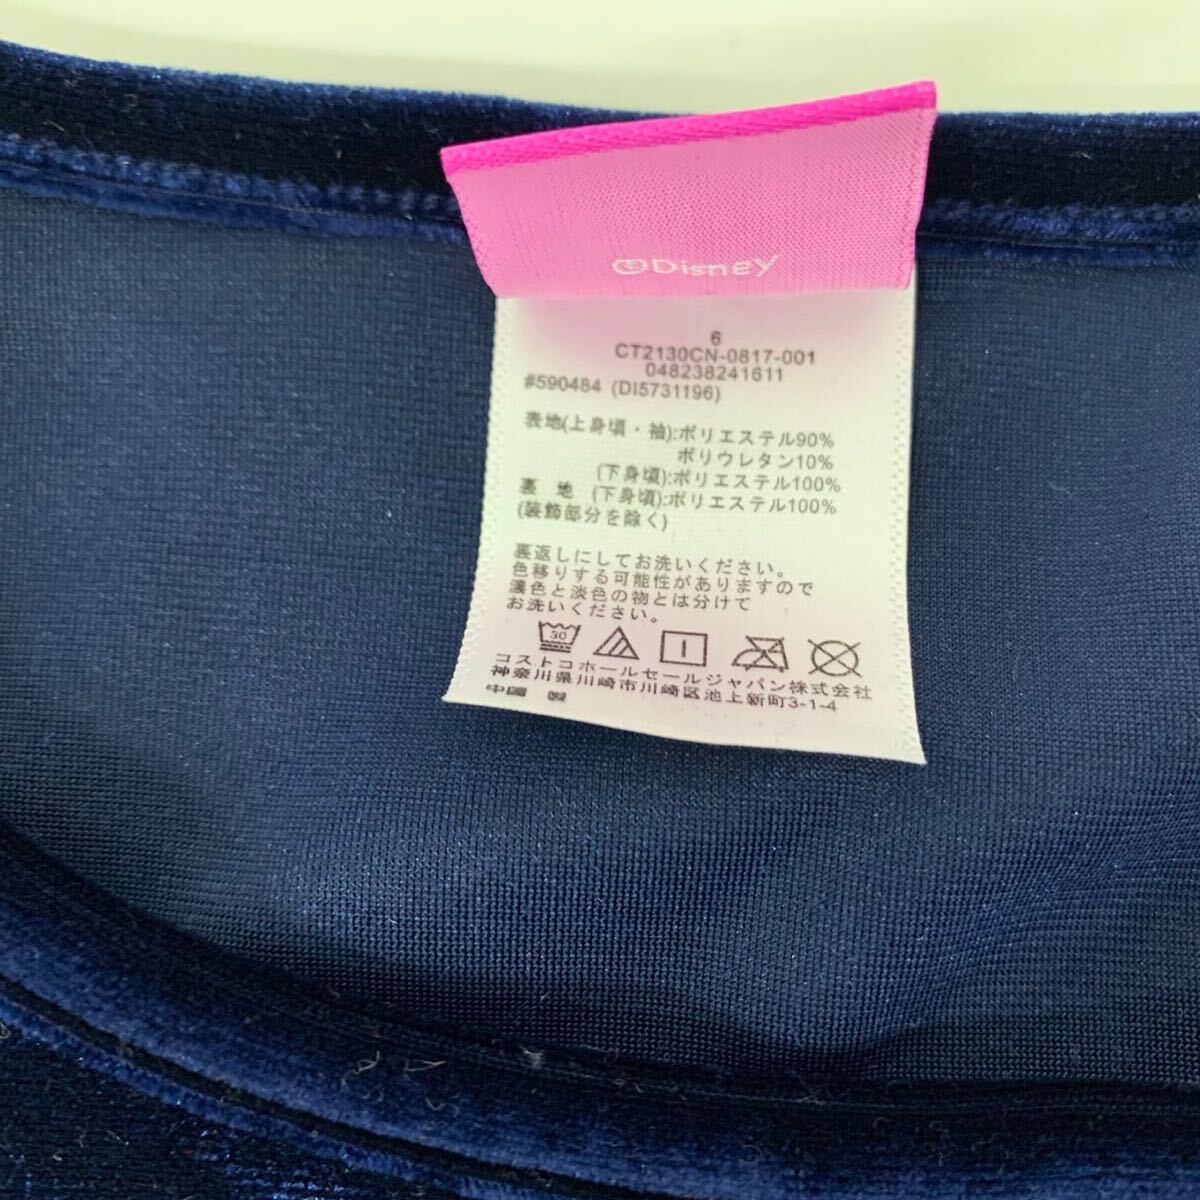 ©Disney
6
CT2130CN-0817-001
048238241611
#590484 (DI5731196)
表地(上身頃・袖):ポリエステル90%
ポリウレタン10%
(下身頃):ポリエステル100%
裏 地 (下身頃):ポリエステル100%
(装飾部分を除く)
裏返しにしてお洗いください。
色移りする可能性がありますので
濃色と淡色の物とは分けて
お洗いください。
30
コストコホールセールジャパン株式会社
神奈川県川崎市川崎区池上新町3-1-4
中國 製